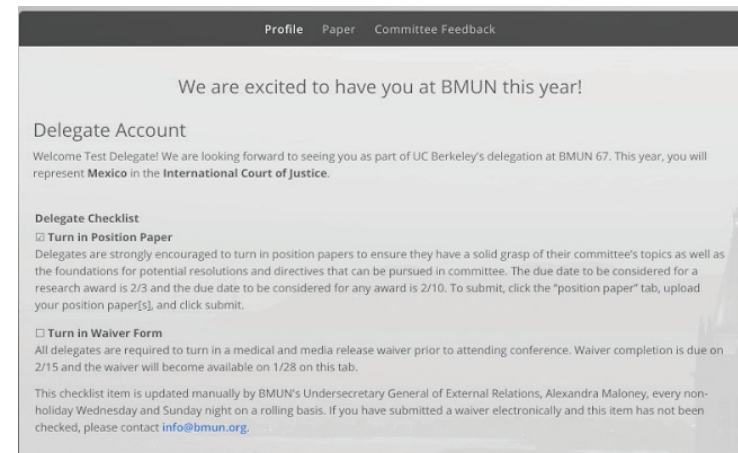 Profile Paper Committee Feedback
We are excited to have you at BMUN this year!
Delegate Account
Welcome Test Delegate! We are looking forward to seeing you as part of UC Berkeley's delegation at BMUN 67. This year, you will
represent Mexico in the International Court of Justice.
Delegate Checklist
☑ Turn in Position Paper
Delegates are strongly encouraged to turn in position papers to ensure they have a solid grasp of their committee's topics as well as
the foundations for potential resolutions and directives that can be pursued in committee. The due date to be considered for a
research award is 2/3 and the due date to be considered for any award is 2/10. To submit, click the "position paper" tab, upload
your position paper[s], and click submit.
☐ Turn in Waiver Form
All delegates are required to turn in a medical and media release waiver prior to attending conference. Waiver completion is due on
2/15 and the waiver will become available on 1/28 on this tab.
This checklist item is updated manually by BMUN's Undersecretary General of External Relations, Alexandra Maloney, every non-
holiday Wednesday and Sunday night on a rolling basis. If you have submitted a waiver electronically and this item has not been
checked, please contact info@bmun.org.